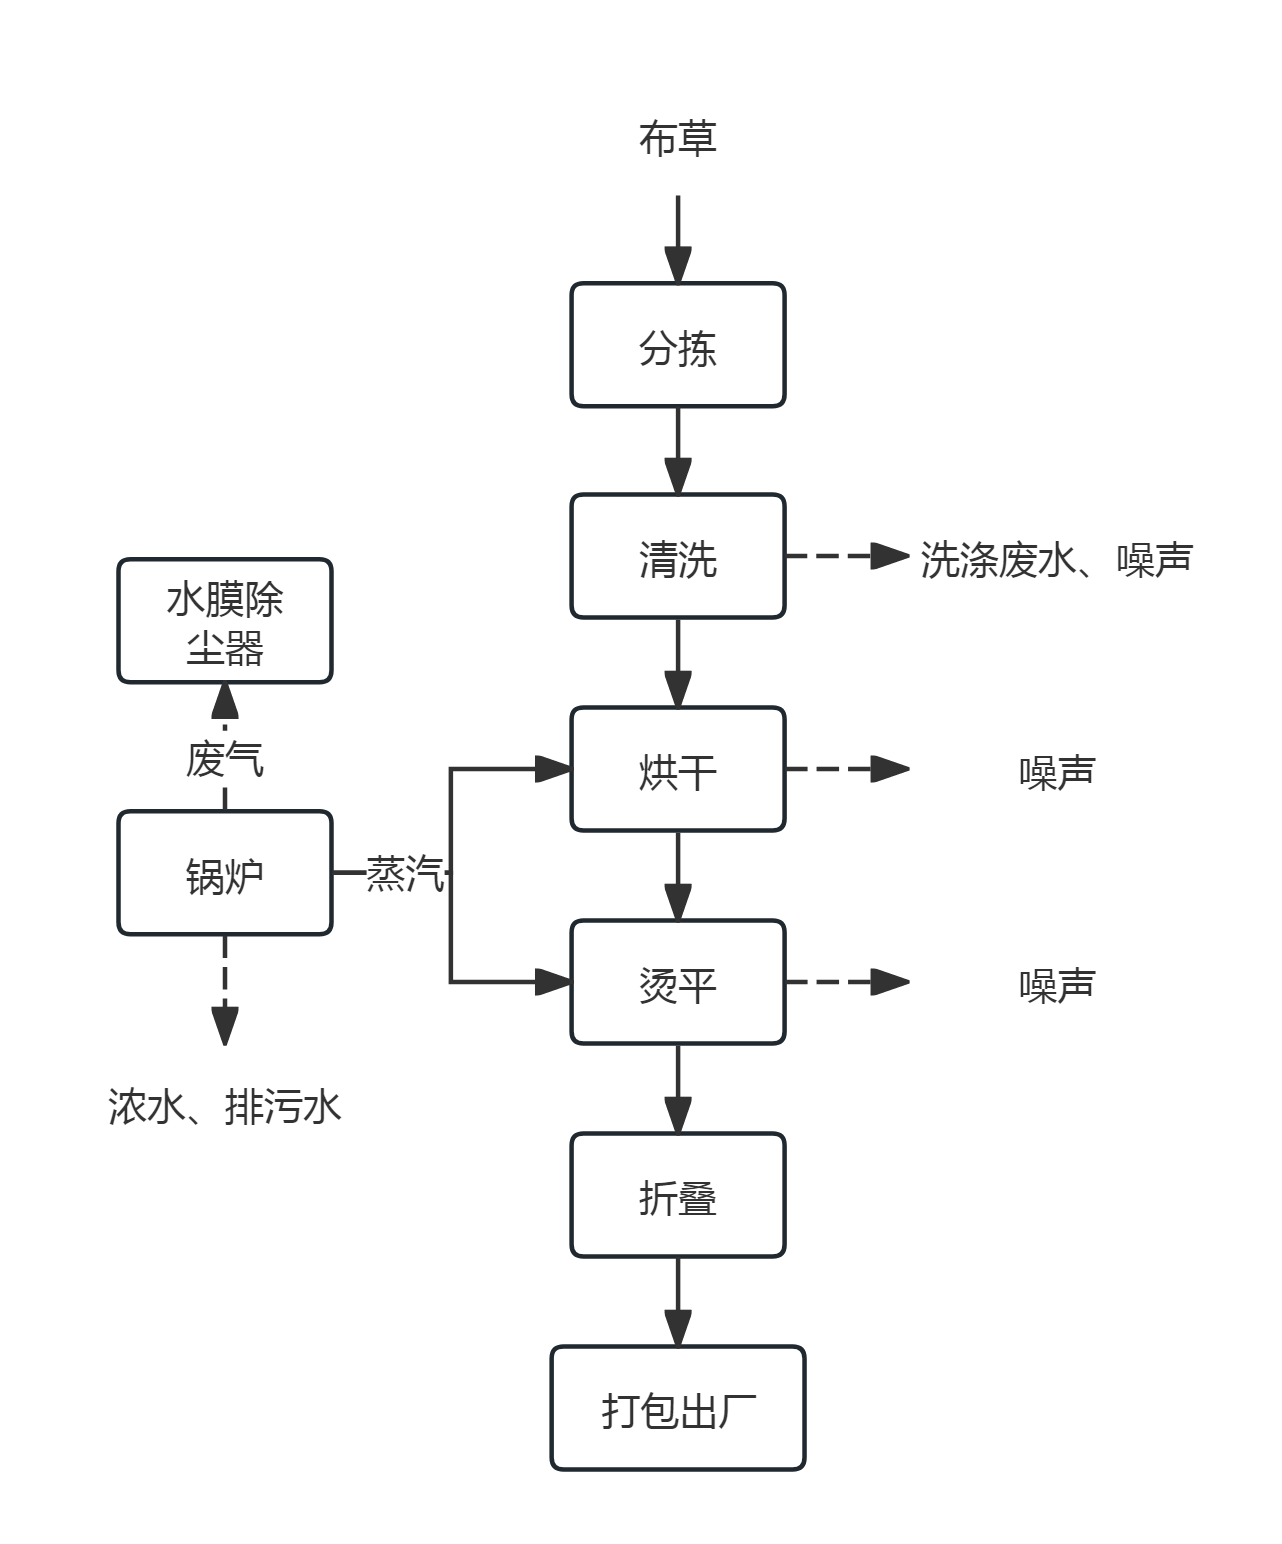 布草
分拣
清洗
洗涤废水、噪声
水膜除
尘器
废气
烘干
噪声
锅炉
蒸汽
烫平
噪声
浓水、排污水
折叠
打包出厂